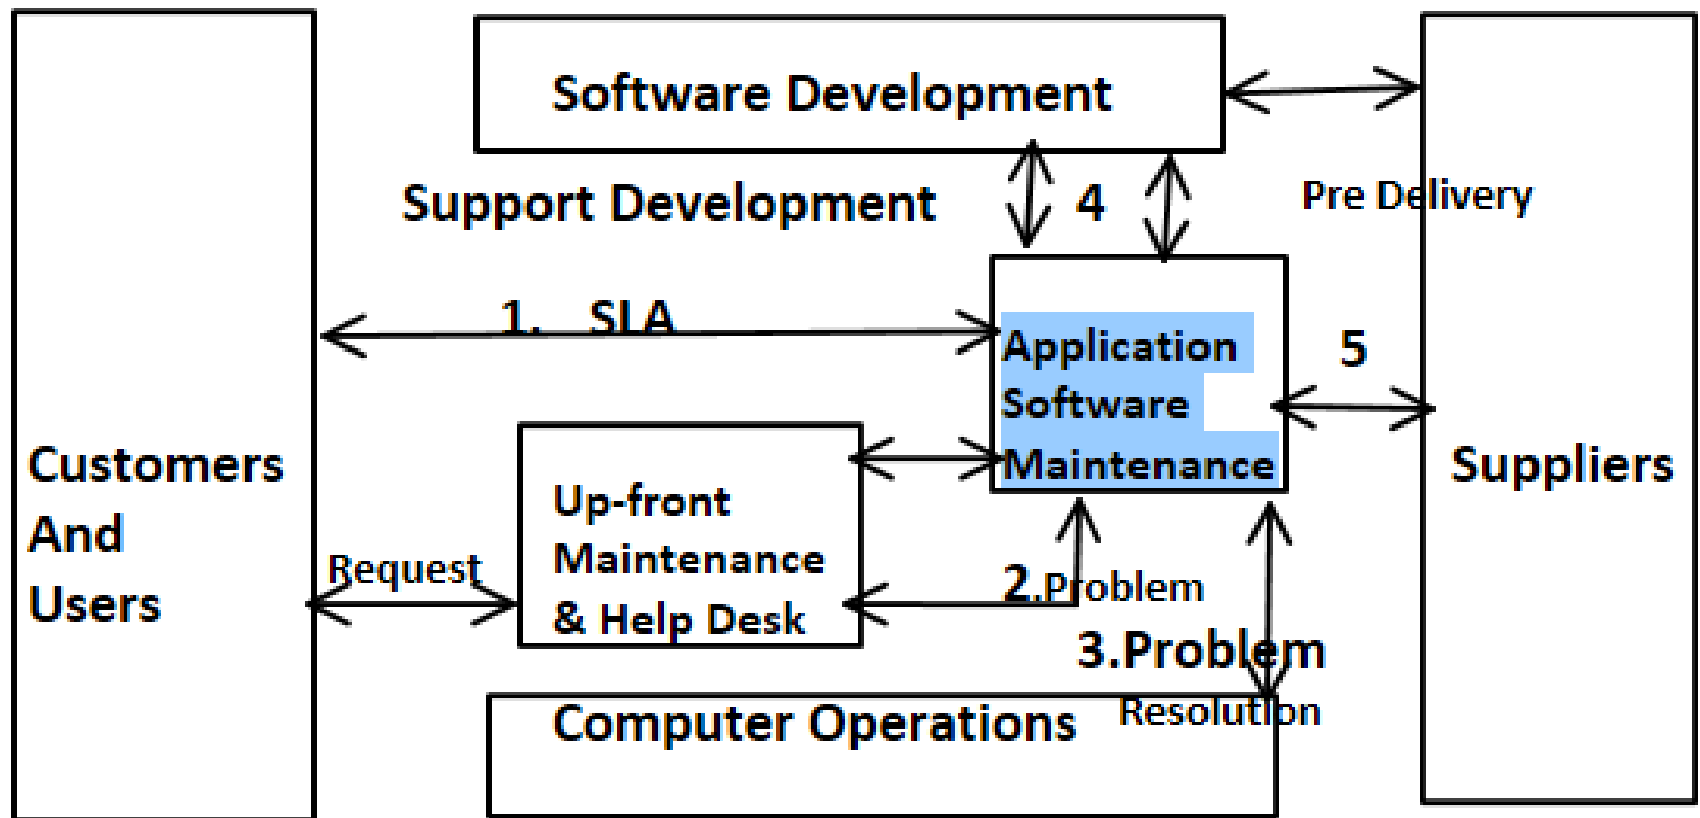 Software Development
Support Development
4
Pre Delivery
1. SLA
Application
Software
Maintenance
5
Customers
And
Users
Suppliers
Up-front
Maintenance
& Help Desk
Request
2.Problem
3.Problem
Resolution
Computer Operations